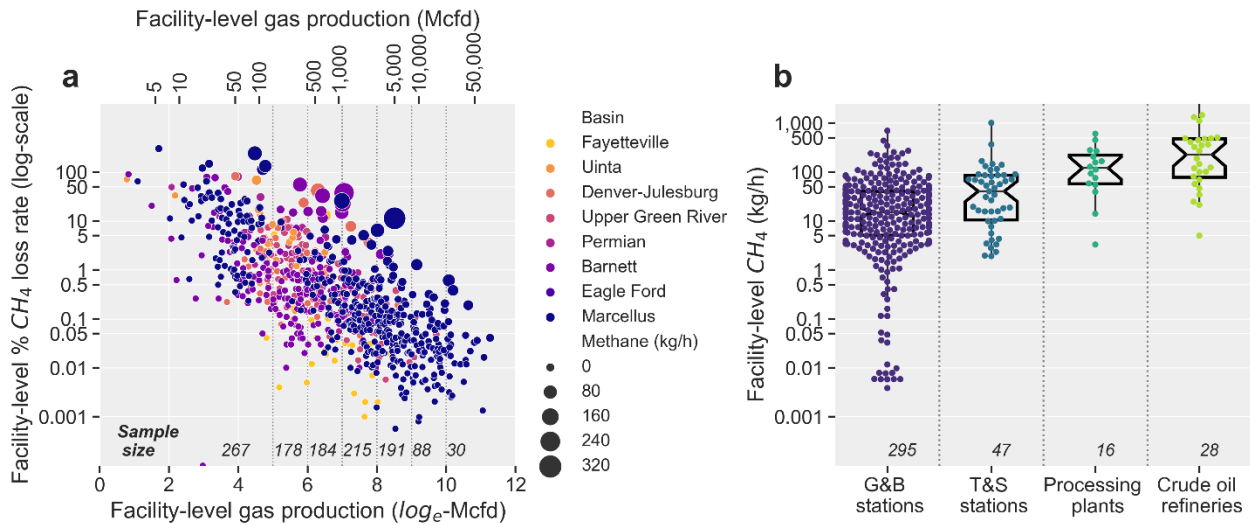 Facility-level gas production (Mcfd)
a
5
10
50
100
500
1,000
5,000
10,000
50,000
Facility-level % CH4 loss rate (log-scale)
100
50
10
5
1
0.5
0.1
0.05
0.01
0.001
Sample size
267
178
184
215
191
88
30
0
2
4
6
8
10
12
Facility-level gas production (loge-Mcfd)
Basin
Fayetteville
Uinta
Denver-Julesburg
Upper Green River
Permian
Barnett
Eagle Ford
Marcellus
Methane (kg/h)
0
80
160
240
320
b
Facility-level CH4 (kg/h)
1,000
100
50
10
5
1
0.5
0.1
0.05
0.01
0.001
295
47
16
28
G&B stations
T&S stations
Processing plants
Crude oil refineries